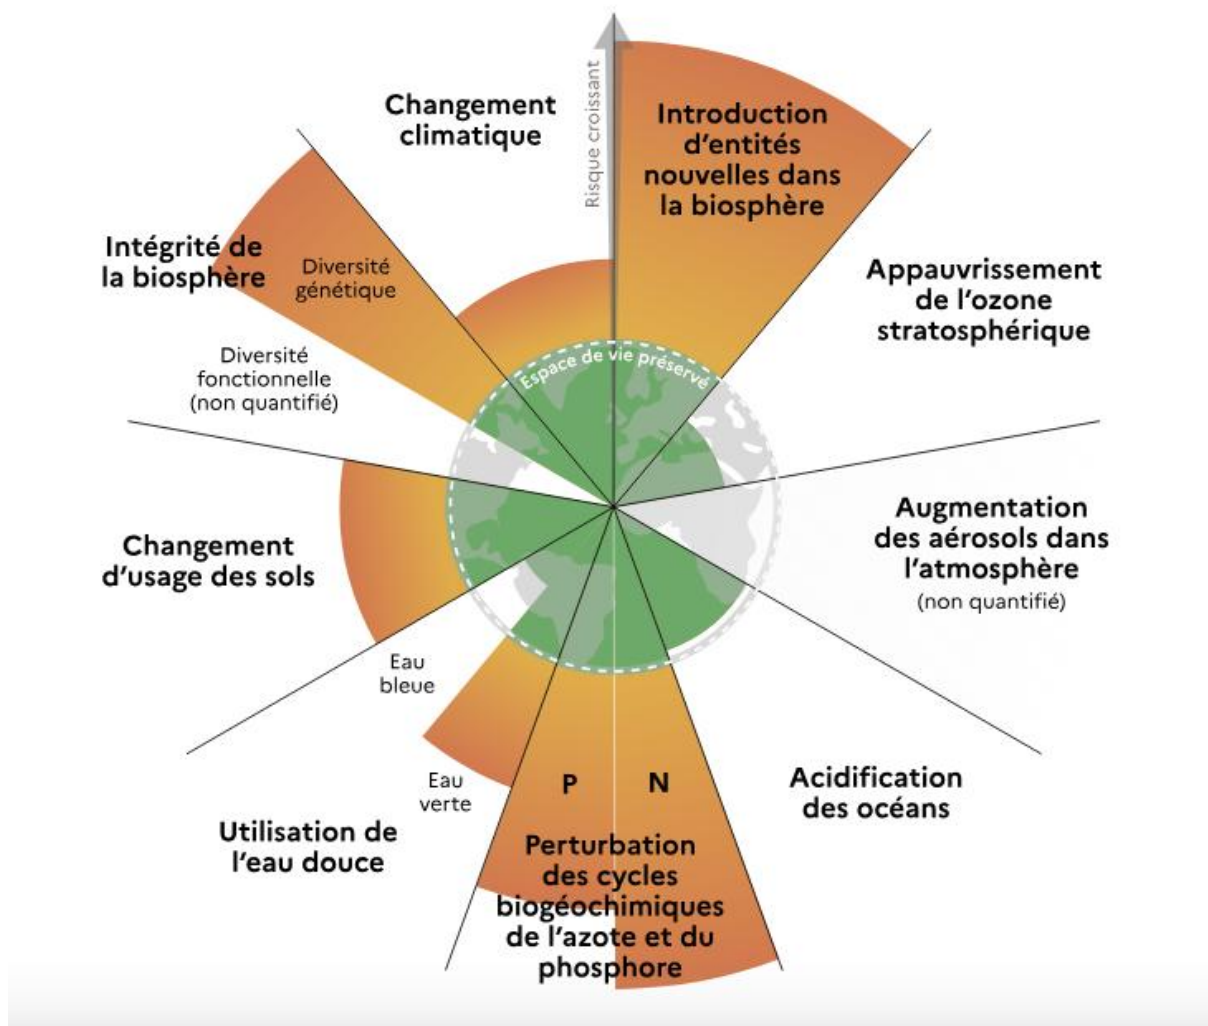 Changement
climatique
Risque croissant
Introduction
d'entités
nouvelles dans
la biosphère
Intégrité de
la biosphère
Diversité
génétique
Appauvrissement
de l'ozone
stratosphérique
Diversité
fonctionnelle
(non quantifié)
Espace de vie préservé
Augmentation
des aérosols dans
l'atmosphère
(non quantifié)
Changement
d'usage des sols
Eau
bleue
Eau
verte
P
N
Acidification
des océans
Utilisation de
l'eau douce
Perturbation
des cycles
biogéochimiques
de l'azote et du
phosphore